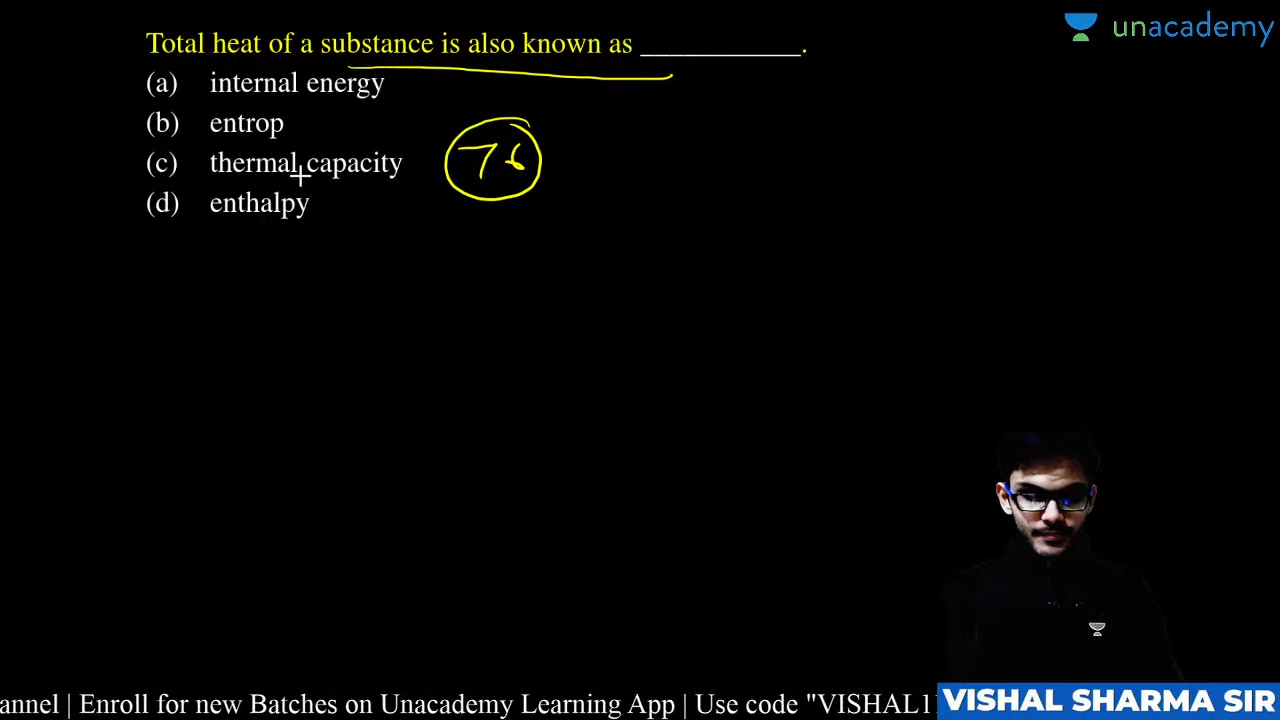 unacademy
Total heat of a substance is also known as ___________.
(a) internal energy
(b) entrop
(c) thermal capacity
(d) enthalpy
76
annel | Enroll for new Batches on Unacademy Learning App | Use code "VISHAL1
VISHAL SHARMA SIR